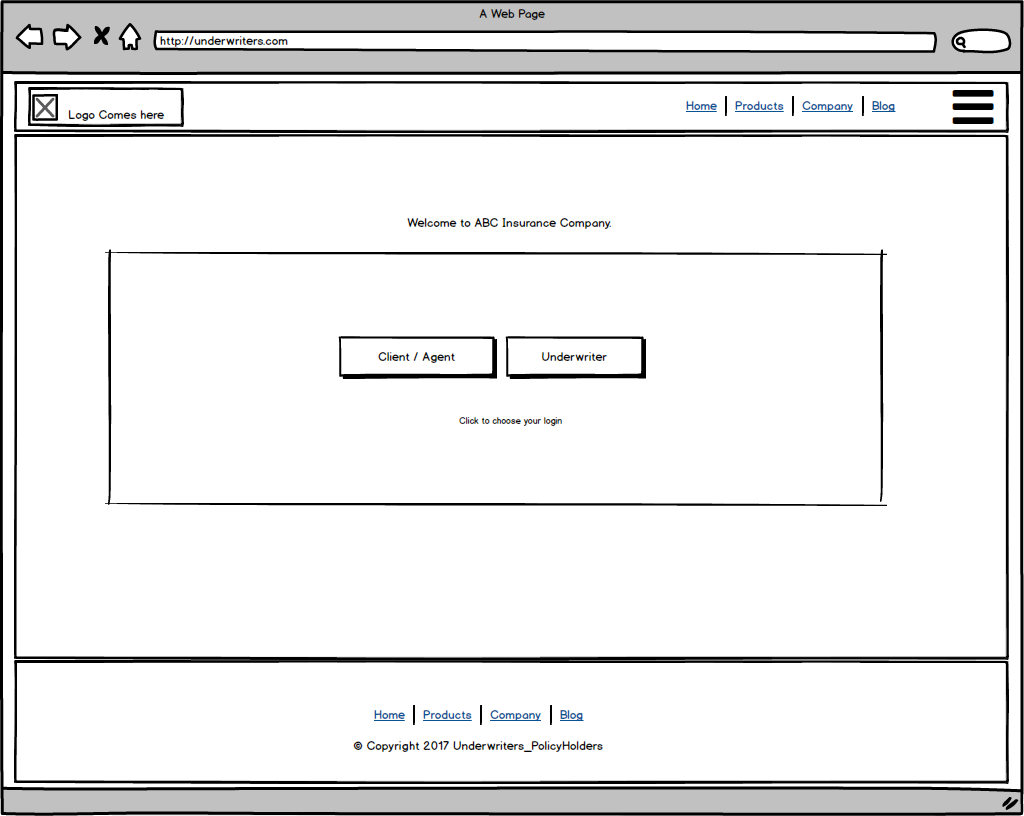 A Web Page
http://underwriters.com
Logo Comes here
Home Products Company Blog
Welcome to ABC Insurance Company.
Client / Agent Underwriter
Click to choose your login
Home Products Company Blog
© Copyright 2017 Underwriters_PolicyHolders